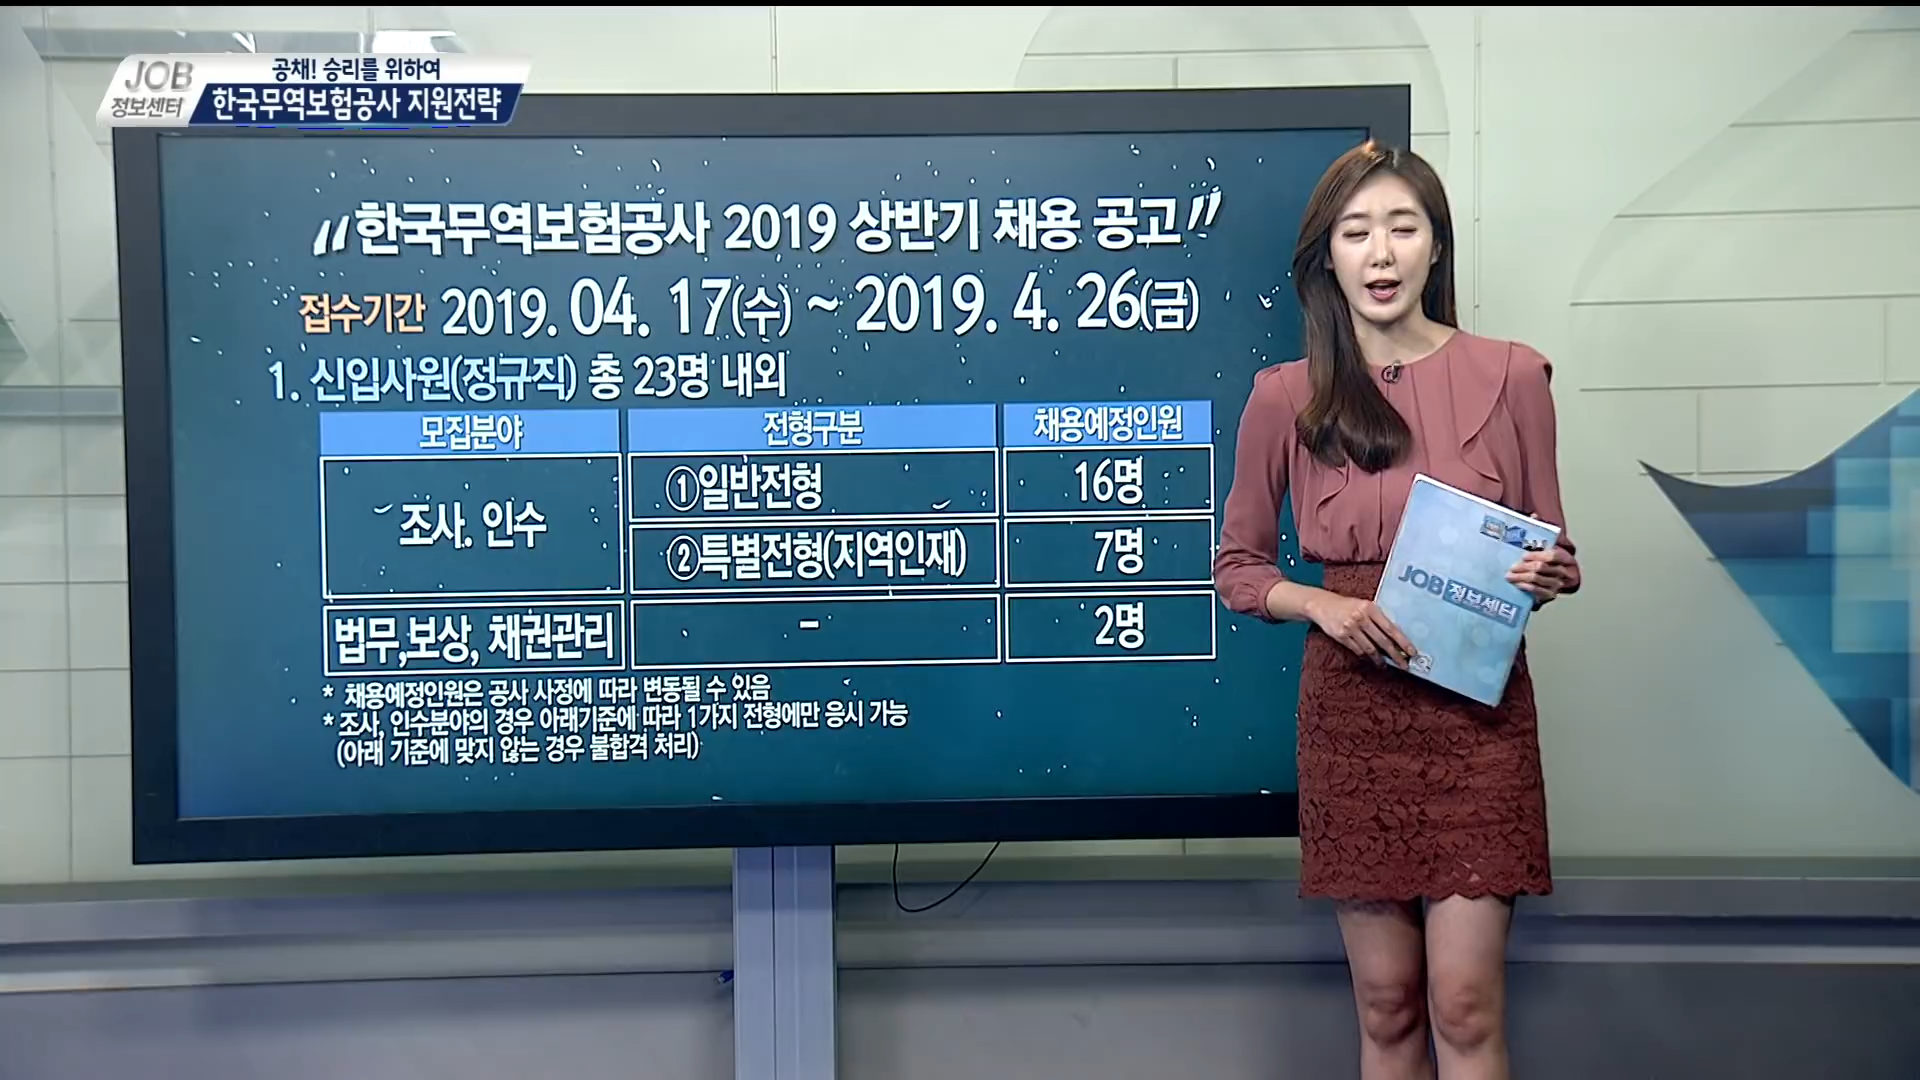 JOB
정보센터
공채! 승리를 위하여
한국무역보험공사 지원전략
"한국무역보험공사 2019 상반기 채용 공고"
접수기간 2019. 04. 17(수) ~ 2019. 4. 26(금)
1. 신입사원(정규직) 총 23명 내외
모집분야 전형구분 채용예정인원
조사. 인수 ①일반전형 16명
②특별전형(지역인재) 7명
법무,보상, 채권관리 - 2명
* 채용예정인원은 공사 사정에 따라 변동될 수 있음
* 조사, 인수분야의 경우 아래기준에 따라 1가지 전형에만 응시 가능
(아래 기준에 맞지 않는 경우 불합격 처리)
JOB 정보센터